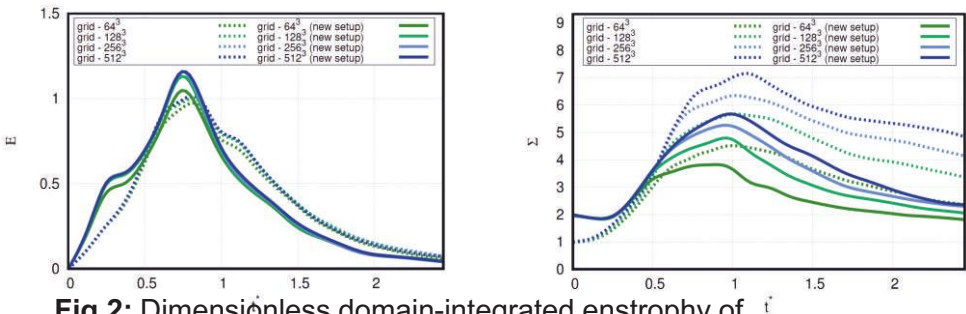 1.5
1
0.5
0
E
grid - 64³
grid - 128³
grid - 256³
grid - 512³
grid - 64³ (new setup)
grid - 128³ (new setup)
grid - 256³ (new setup)
grid - 512³ (new setup)
0 0.5 1 1.5 2
t*
9
8
7
6
5
4
3
2
1
0
Σ
grid - 64³
grid - 128³
grid - 256³
grid - 512³
grid - 64³ (new setup)
grid - 128³ (new setup)
grid - 256³ (new setup)
grid - 512³ (new setup)
0 0.5 1 1.5 2
t*
Fig 2: Dimensionless domain-integrated enstrophy of